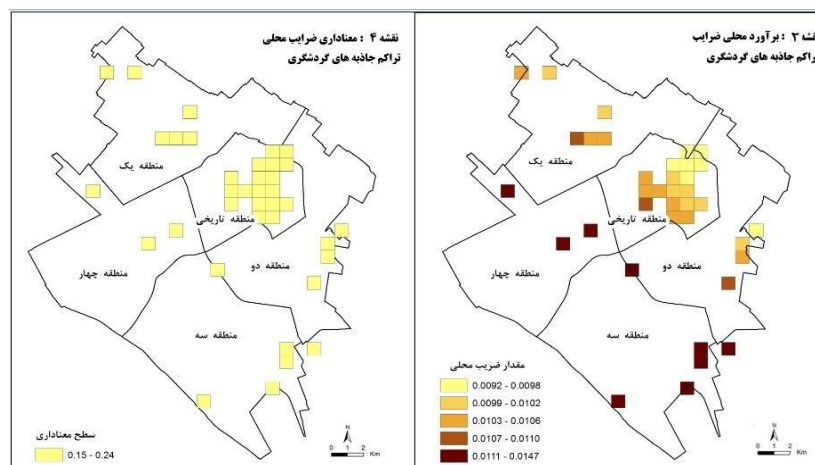 نقشه ۳ : برآورد محلی ضرایب
تراکم جاذبه های گردشگری
منطقه یک
منطقه تاریخی
منطقه دو
منطقه چهار
منطقه سه
مقدار ضریب محلی
0.0092 - 0.0098
0.0099 - 0.0102
0.0103 - 0.0106
0.0107 - 0.0110
0.0111 - 0.0147
N
0 1 2
Km
نقشه ۴ : معناداری ضرایب محلی
تراکم جاذبه های گردشگری
منطقه یک
منطقه تاریخی
منطقه دو
منطقه چهار
منطقه سه
سطح معناداری
0.15 - 0.24
N
0 1 2
Km